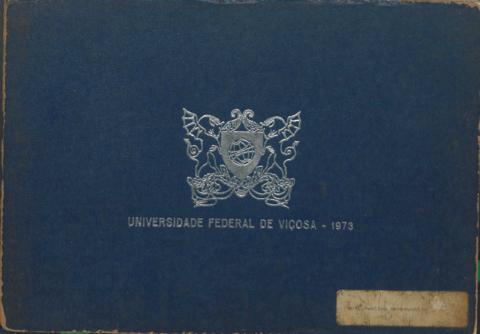 UNIVERSIDADE FEDERAL DE VIÇOSA - 1973